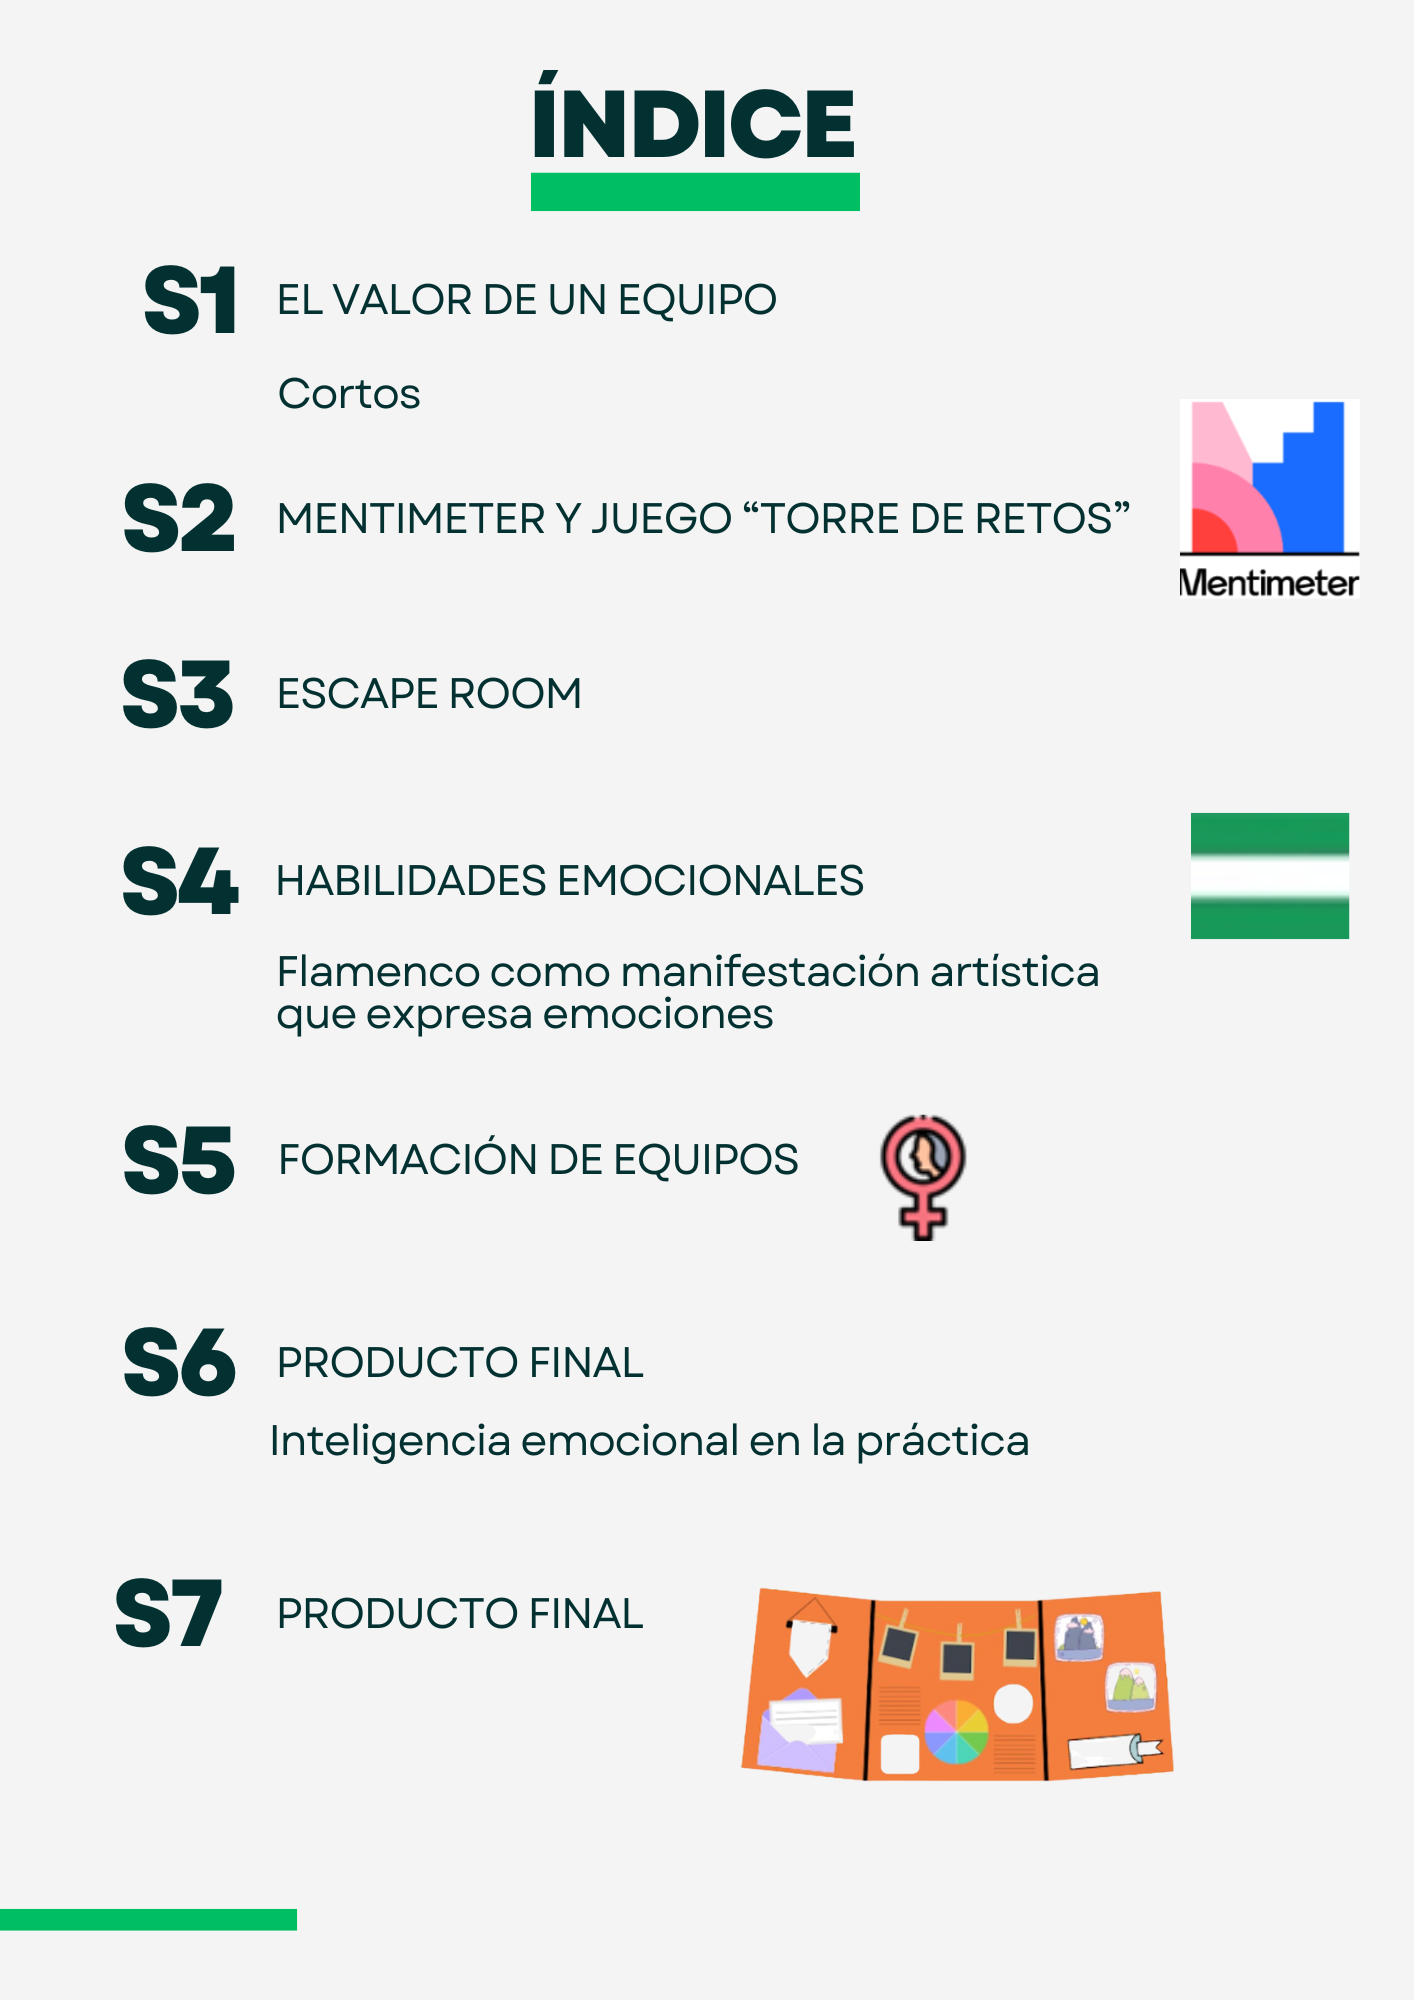 ÍNDICE
S1 EL VALOR DE UN EQUIPO
Cortos
S2 MENTIMETER Y JUEGO “TORRE DE RETOS”
Mentimeter
S3 ESCAPE ROOM
S4 HABILIDADES EMOCIONALES
Flamenco como manifestación artística
que expresa emociones
S5 FORMACIÓN DE EQUIPOS
S6 PRODUCTO FINAL
Inteligencia emocional en la práctica
S7 PRODUCTO FINAL